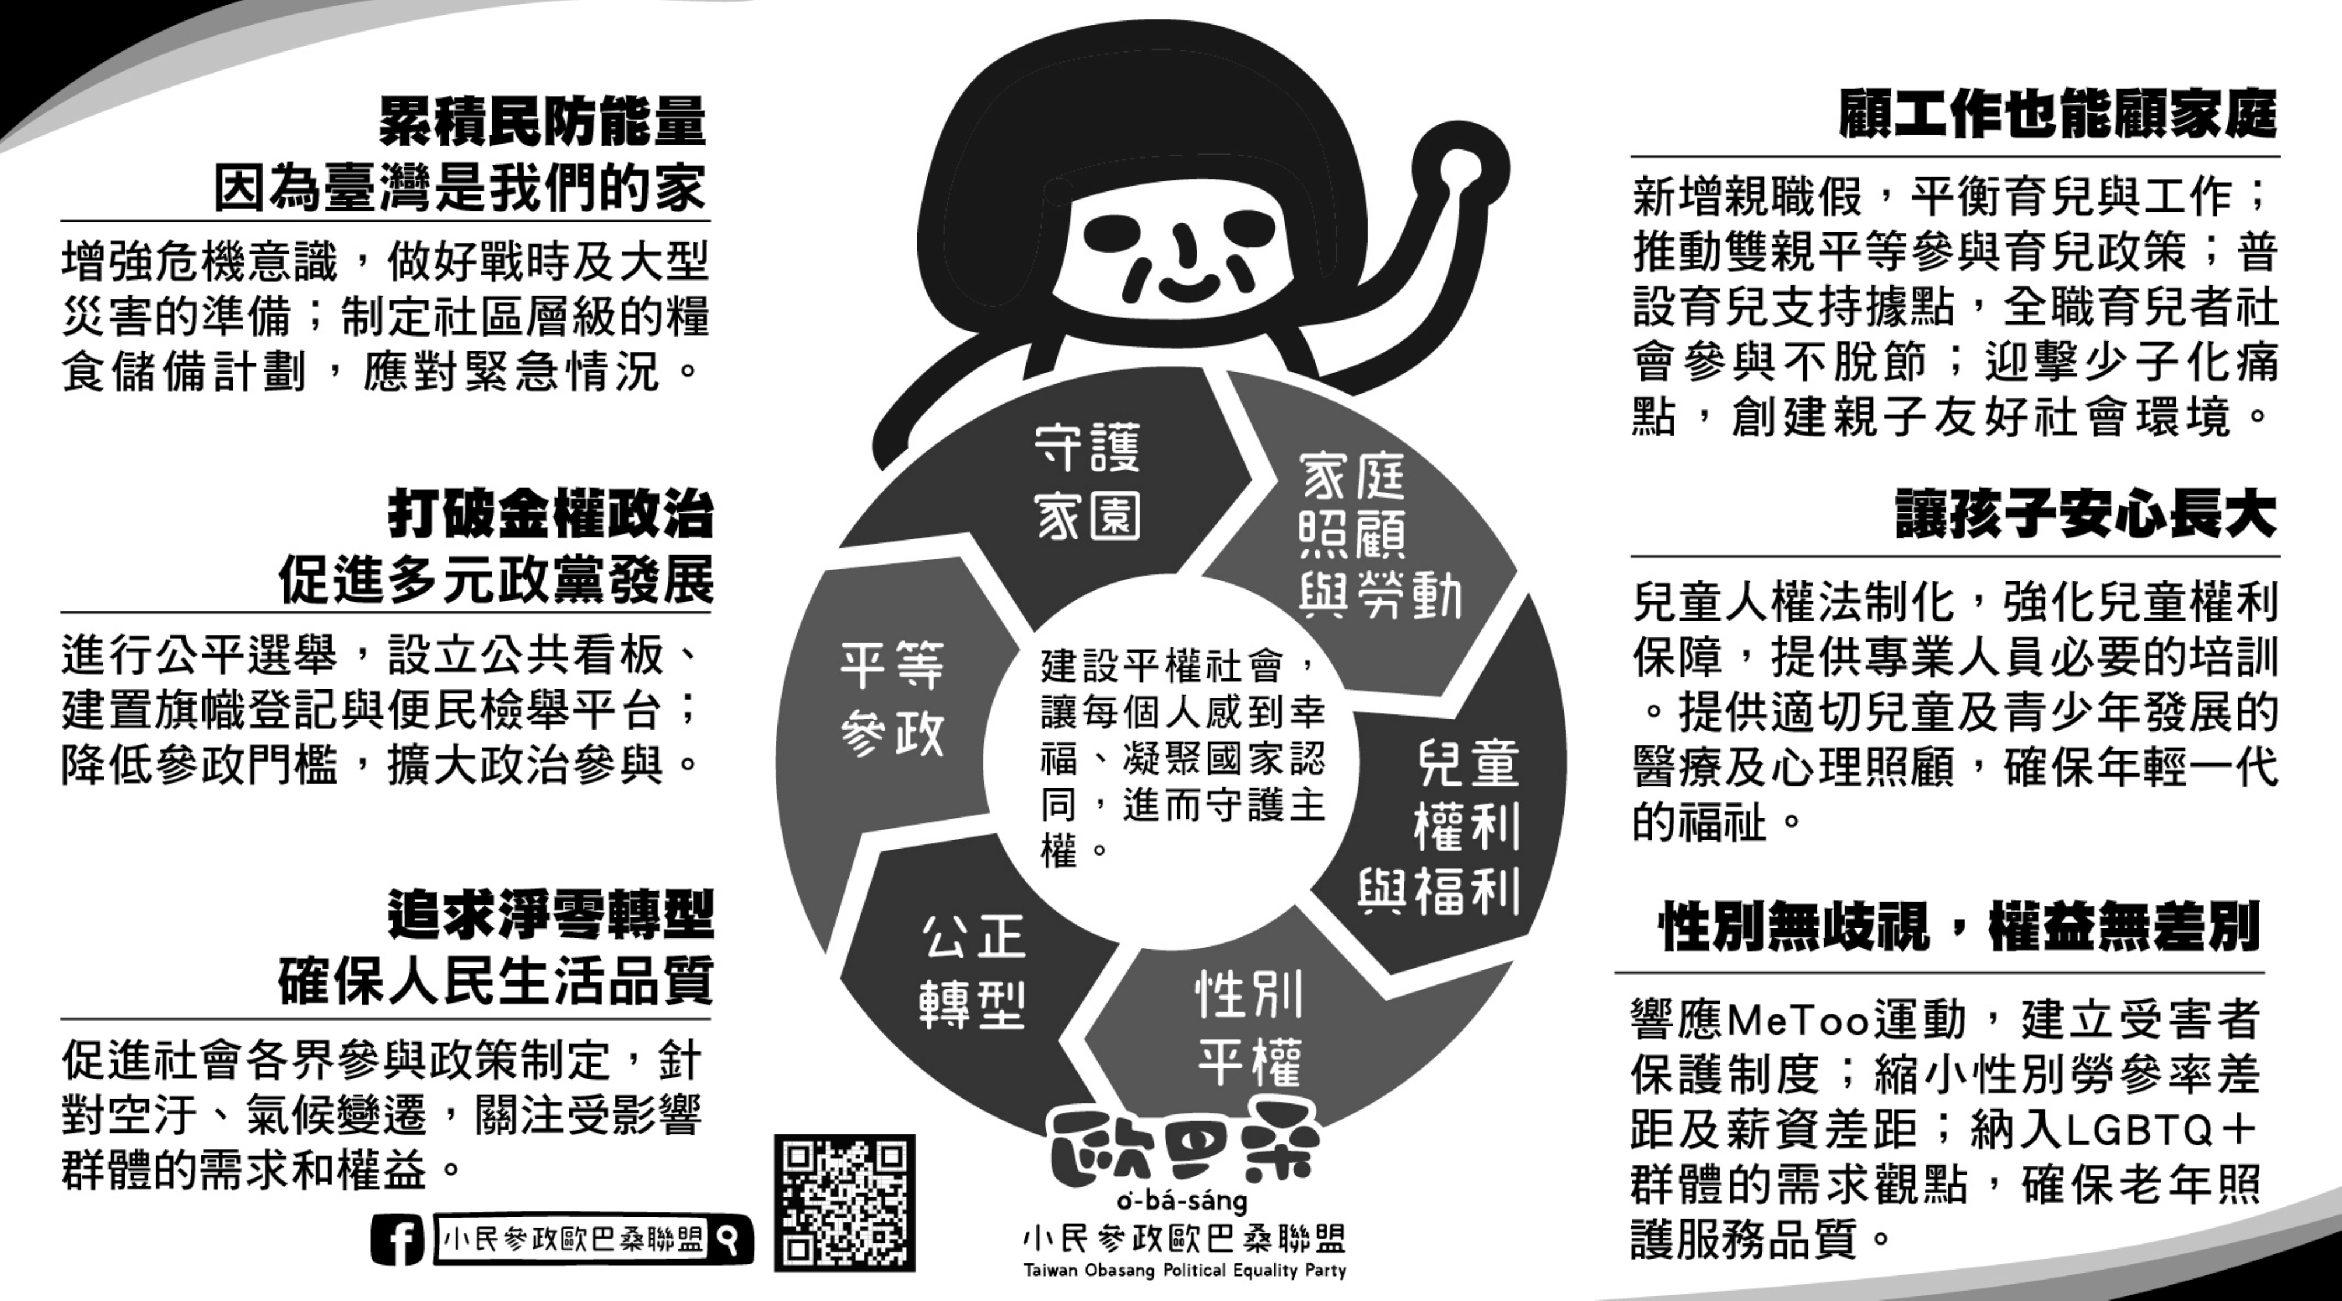 累積民防能量
因為臺灣是我們的家
增強危機意識，做好戰時及大型
災害的準備；制定社區層級的糧
食儲備計劃，應對緊急情況。
打破金權政治
促進多元政黨發展
進行公平選舉，設立公共看板、
建置旗幟登記與便民檢舉平台；
降低參政門檻，擴大政治參與。
追求淨零轉型
確保人民生活品質
促進社會各界參與政策制定，針
對空汙、氣候變遷，關注受影響
群體的需求和權益。
f 小民參政歐巴桑聯盟
守護
家園
家庭
照顧
與勞動
兒童
權利
與福利
性別
平權
公正
轉型
平等
參政
建設平權社會，
讓每個人感到幸
福、凝聚國家認
同，進而守護主
權。
歐巴桑
o-bá-sáng
小民參政歐巴桑聯盟
Taiwan Obasang Political Equality Party
顧工作也能顧家庭
新增親職假，平衡育兒與工作；
推動雙親平等參與育兒政策；普
設育兒支持據點，全職育兒者社
會參與不脫節；迎擊少子化痛
點，創建親子友好社會環境。
讓孩子安心長大
兒童人權法制化，強化兒童權利
保障，提供專業人員必要的培訓
。提供適切兒童及青少年發展的
醫療及心理照顧，確保年輕一代
的福祉。
性別無歧視，權益無差別
響應MeToo運動，建立受害者
保護制度；縮小性別勞參率差
距及薪資差距；納入LGBTQ＋
群體的需求觀點，確保老年照
護服務品質。